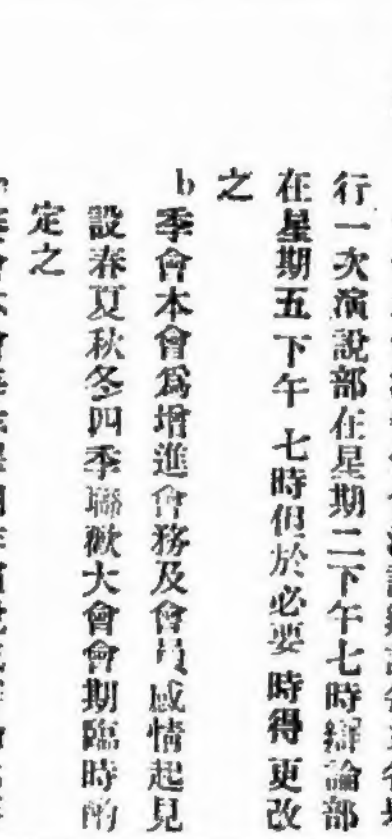 行一次演說部在星期二下午七時辯論部
在星期五下午七時但於必要時得更改
之
b季會本會爲增進會務及會員感情起見
設春夏秋冬四季聯歡大會會期臨時酌
定之